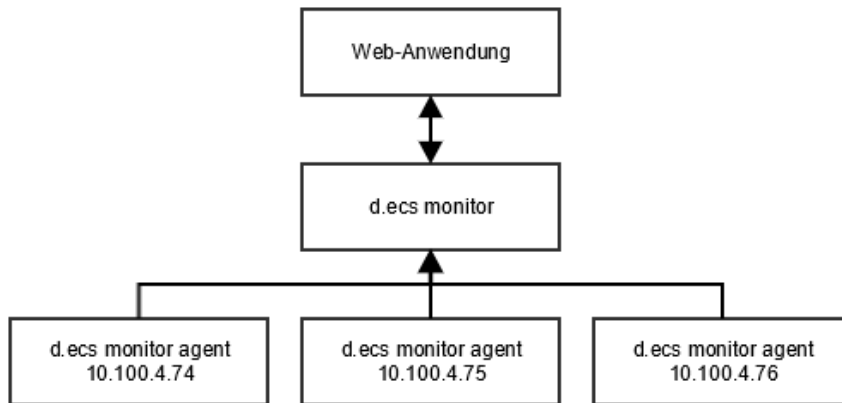 Web-Anwendung
d.ecs monitor
d.ecs monitor agent
10.100.4.74
d.ecs monitor agent
10.100.4.75
d.ecs monitor agent
10.100.4.76